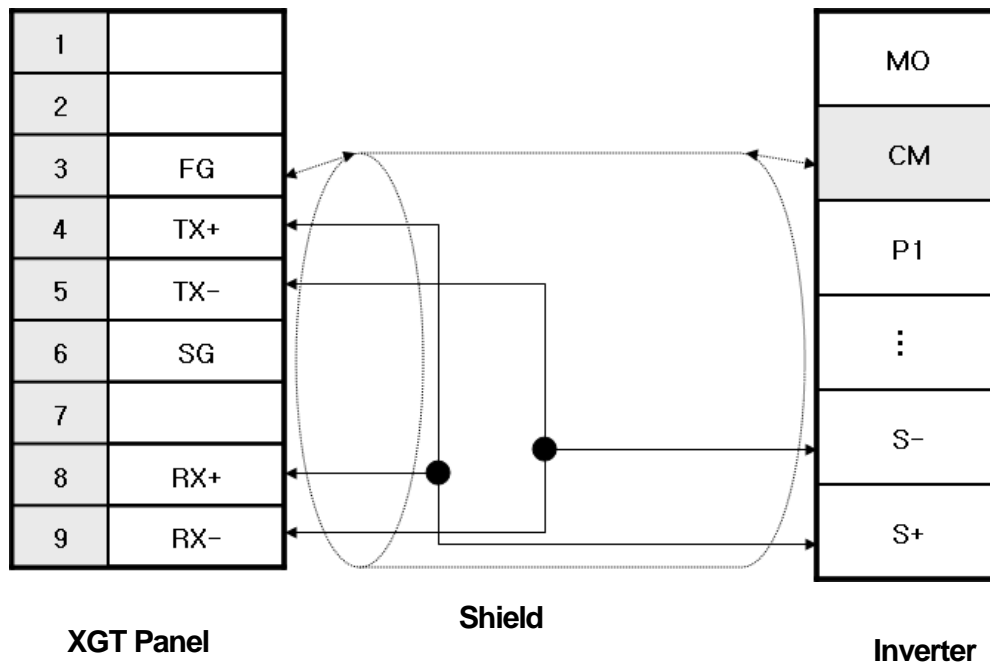 1
2
3 FG
4 TX+
5 TX-
6 SG
7
8 RX+
9 RX-
XGT Panel
Shield
MO
CM
P1
⋮
S-
S+
Inverter